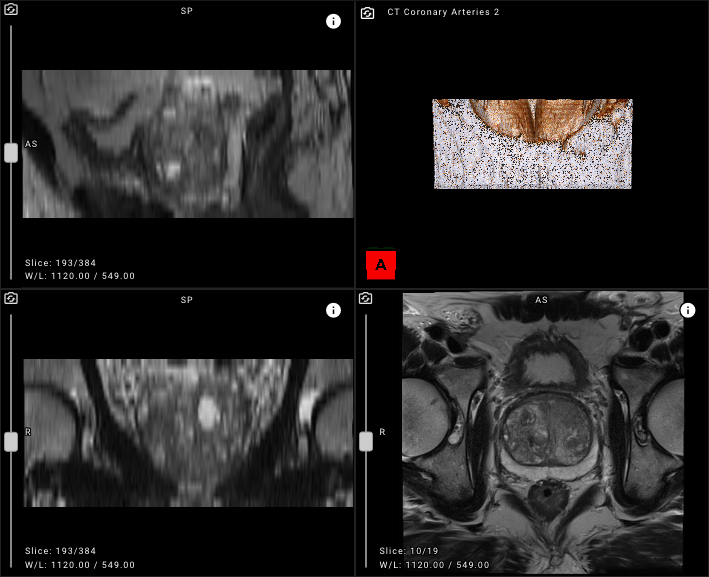 SP
i
AS
Slice: 193/384
W/L: 1120.00 / 549.00
CT Coronary Arteries 2
A
SP
i
R
Slice: 193/384
W/L: 1120.00 / 549.00
AS
i
R
Slice: 10/19
W/L: 1120.00 / 549.00